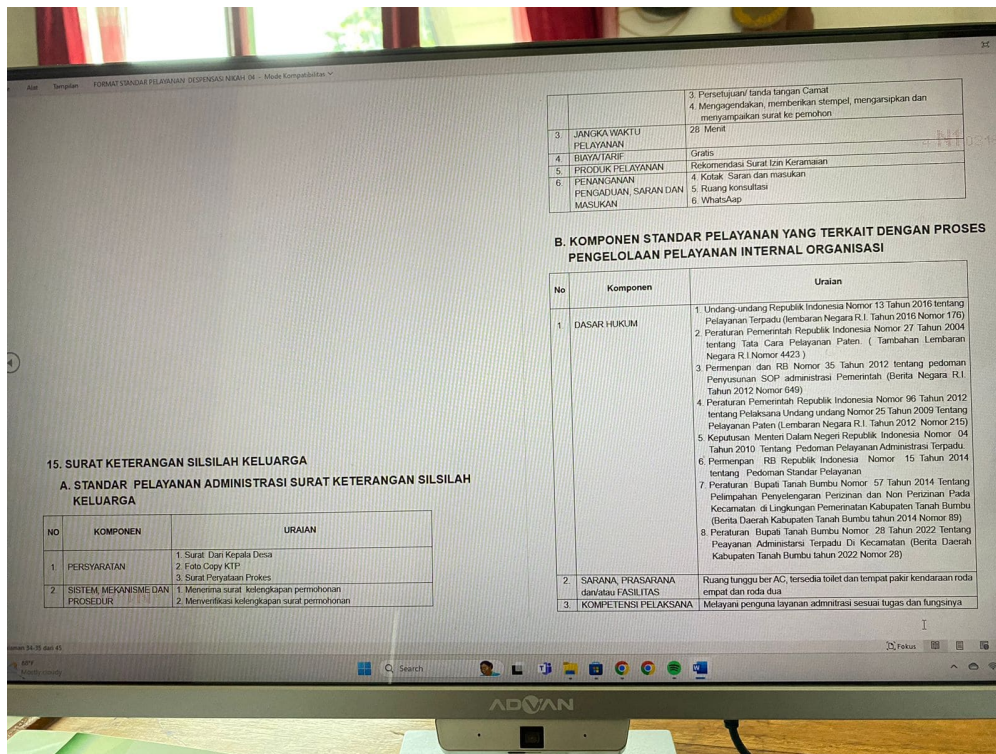 Alat Tampilan FORMAT STANDAR PELAYANAN DESPENSASI NIKAH 04 - Mode Kompatibilitas
15. SURAT KETERANGAN SILSILAH KELUARGA
A. STANDAR PELAYANAN ADMINISTRASI SURAT KETERANGAN SILSILAH
KELUARGA
NO KOMPONEN URAIAN
1 PERSYARATAN
1. Surat Dari Kepala Desa
2. Foto Copy KTP
3. Surat Peryataan Prokes
2. SISTEM, MEKANISME DAN
PROSEDUR
1. Menerima surat kelengkapan permohonan
2. Menverifikasi kelengkapan surat permohonan
3. Persetujuan/ tanda tangan Camat
4. Mengagendakan, memberikan stempel, mengarsipkan dan
menyampaikan surat ke pemohon
3. JANGKA WAKTU
PELAYANAN
28 Menit
4. BIAYA/TARIF Gratis
5. PRODUK PELAYANAN Rekomendasi Surat Izin Keramaian
6. PENANGANAN
PENGADUAN, SARAN DAN
MASUKAN
4. Kotak Saran dan masukan
5. Ruang konsultasi
6. WhatsAap
B. KOMPONEN STANDAR PELAYANAN YANG TERKAIT DENGAN PROSES
PENGELOLAAN PELAYANAN INTERNAL ORGANISASI
No Komponen Uraian
1. DASAR HUKUM
1. Undang-undang Republik Indonesia Nomor 13 Tahun 2016 tentang
Pelayanan Terpadu (lembaran Negara R.I. Tahun 2016 Nomor 176)
2. Peraturan Pemerintah Republik Indonesia Nomor 27 Tahun 2004
tentang Tata Cara Pelayanan Paten. ( Tambahan Lembaran
Negara R.I.Nomor 4423 )
3. Permenpan dan RB Nomor 35 Tahun 2012 tentang pedoman
Penyusunan SOP administrasi Pemerintah (Berita Negara R.I.
Tahun 2012 Nomor 649)
4. Peraturan Pemerintah Republik Indonesia Nomor 96 Tahun 2012
tentang Pelaksana Undang undang Nomor 25 Tahun 2009 Tentang
Pelayanan Paten (Lembaran Negara R.I. Tahun 2012 Nomor 215)
5. Keputusan Menteri Dalam Negeri Republik Indonesia Nomor 04
Tahun 2010 Tentang Pedoman Pelayanan Administrasi Terpadu.
6. Permenpan RB Republik Indonesia Nomor 15 Tahun 2014
tentang Pedoman Standar Pelayanan
7. Peraturan Bupati Tanah Bumbu Nomor 57 Tahun 2014 Tentang
Pelimpahan Penyelengaran Perizinan dan Non Perizinan Pada
Kecamatan di Lingkungan Pemerinatan Kabupaten Tanah Bumbu
(Berita Daerah Kabupaten Tanah Bumbu tahun 2014 Nomor 89)
8. Peraturan Bupati Tanah Bumbu Nomor 28 Tahun 2022 Tentang
Peayanan Administarsi Terpadu Di Kecamatan (Berita Daerah
Kabupaten Tanah Bumbu tahun 2022 Nomor 28)
2. SARANA, PRASARANA
dan/atau FASILITAS
Ruang tunggu ber AC, tersedia toilet dan tempat pakir kendaraan roda
empat dan roda dua
3. KOMPETENSI PELAKSANA Melayani penguna layanan admnitrasi sesuai tugas dan fungsinya
54-55 dari 45
Fokus
Search
ADVAN